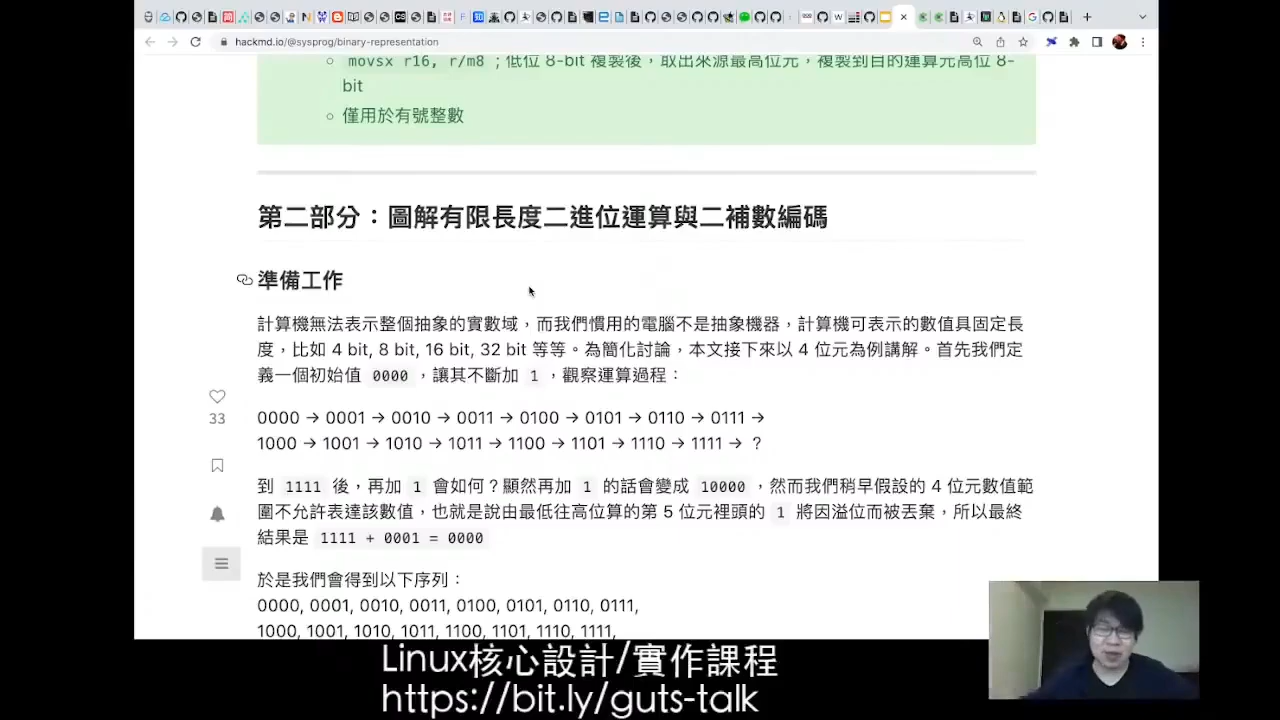 hackmd.io/@sysprog/binary-representation
movsx r16, r/m8 ; 低位 8-bit 複製後，取出來源最高位元，複製到目的運算元高位 8-
bit
僅用於有號整數
第二部分：圖解有限長度二進位運算與二補數編碼
準備工作
計算機無法表示整個抽象的實數域，而我們慣用的電腦不是抽象機器，計算機可表示的數值具固定長
度，比如 4 bit, 8 bit, 16 bit, 32 bit 等等。為簡化討論，本文接下來以 4 位元為例講解。首先我們定
義一個初始值 0000 ，讓其不斷加 1 ，觀察運算過程：
33
0000 → 0001 → 0010 → 0011 → 0100 → 0101 → 0110 → 0111 →
1000 → 1001 → 1010 → 1011 → 1100 → 1101 → 1110 → 1111 → ？
到 1111 後，再加 1 會如何？顯然再加 1 的話會變成 10000 ，然而我們稍早假設的 4 位元數值範
圍不允許表達該數值，也就是說由最低往高位算的第 5 位元裡頭的 1 將因溢位而被丟棄，所以最終
結果是 1111 + 0001 = 0000
於是我們會得到以下序列：
0000, 0001, 0010, 0011, 0100, 0101, 0110, 0111,
1000, 1001, 1010, 1011, 1100, 1101, 1110, 1111,
Linux核心設計/實作課程
https://bit.ly/guts-talk